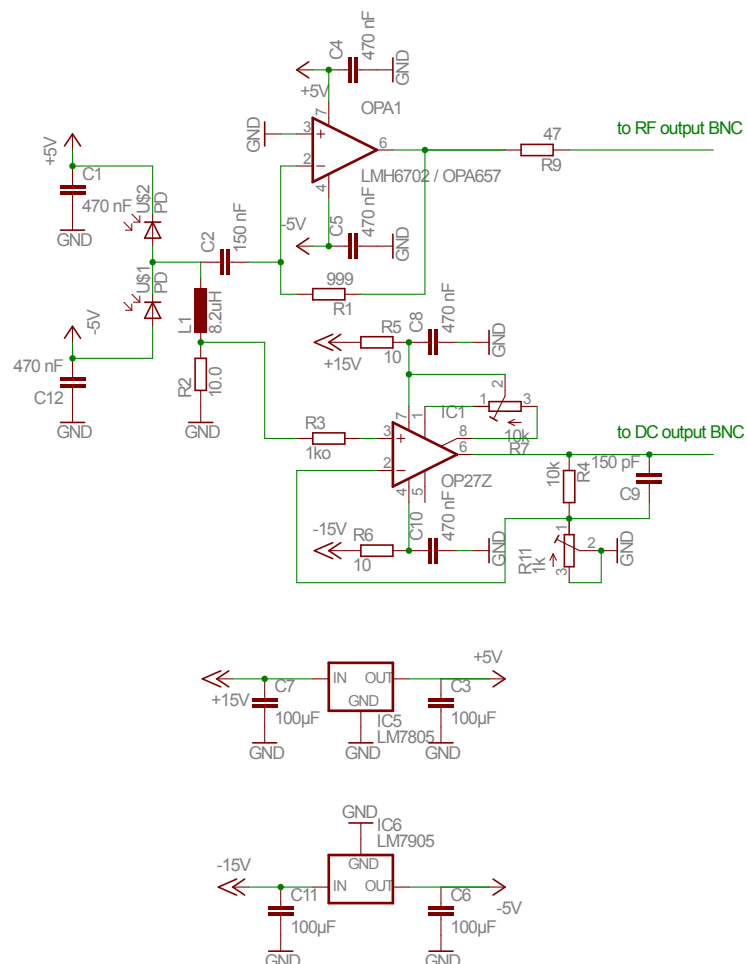 C4
470 nF
GND
+5V
OPA1
7
GND
3
+
2
-
6
4
LMH6702 / OPA657
47
R9
to RF output BNC
+5V
C1
470 nF
GND
U$2
PD
C2
150 nF
-5V
C5
470 nF
GND
U$1
PD
999
R1
-5V
470 nF
C12
GND
L1
8.2uH
R2
10.0
GND
R5
10
+15V
C8
470 nF
GND
2
1
3
IC1
10k
R7
R3
1ko
7
1
3
+
8
2
-
6
4
5
OP27Z
to DC output BNC
10k
R4
150 pF
C9
-15V
R6
10
C10
470 nF
GND
1
2
3
R11
1k
GND
+15V
C7
100µF
GND
IN
OUT
GND
IC5
LM7805
GND
C3
100µF
GND
+5V
GND
IC6
LM7905
GND
IN
OUT
-15V
C11
100µF
GND
C6
100µF
GND
-5V